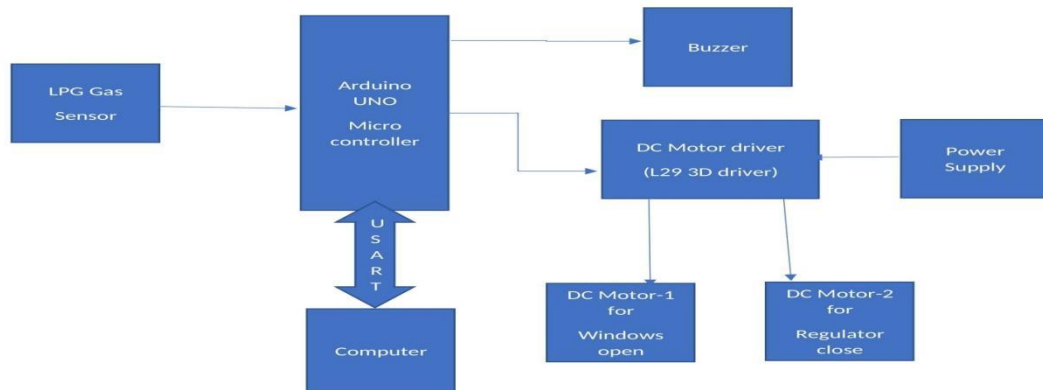 LPG Gas
Sensor
Arduino
UNO
Micro
controller
Buzzer
DC Motor driver
(L29 3D driver)
Power
Supply
USART
Computer
DC Motor-1
for
Windows
open
DC Motor-2
for
Regulator
close